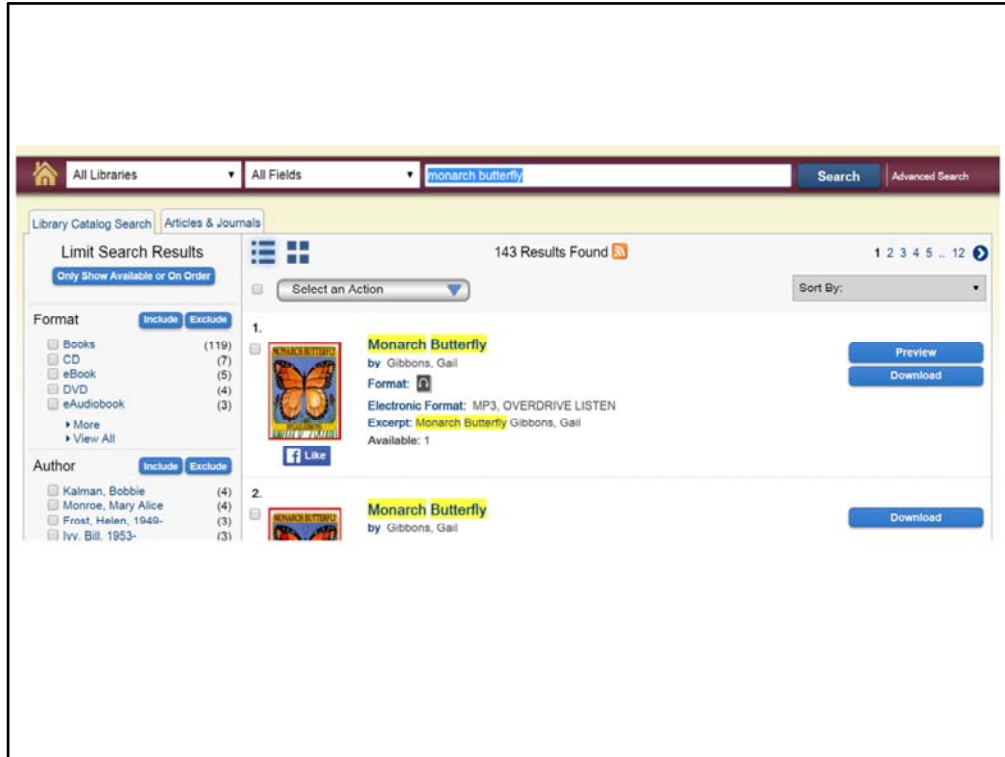 All Libraries All Fields monarch butterfly Search Advanced Search
Library Catalog Search Articles & Journals
Limit Search Results
Only Show Available or On Order
Format Include Exclude
Books (119)
CD (7)
eBook (5)
DVD (4)
eAudiobook (3)
More
View All
Author Include Exclude
Kalman, Bobbie (4)
Monroe, Mary Alice (4)
Frost, Helen, 1949- (3)
Ivy, Bill, 1953- (3)
143 Results Found 1 2 3 4 5 .. 12
Select an Action Sort By:
1.
MONARCH BUTTERFLY
Monarch Butterfly
by Gibbons, Gail
Format:
Electronic Format: MP3, OVERDRIVE LISTEN
Excerpt: Monarch Butterfly Gibbons, Gail
Available: 1
f Like
Preview
Download
2.
MONARCH BUTTERFLY
Monarch Butterfly
by Gibbons, Gail
Download